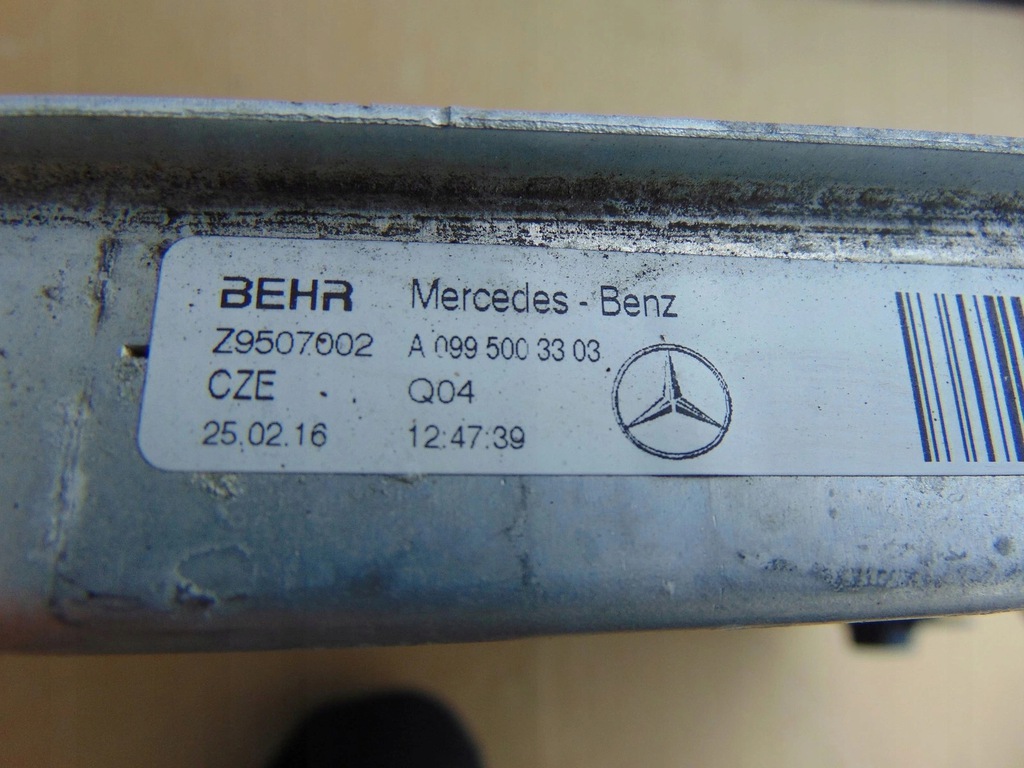 BEHR Mercedes - Benz
Z9507002 A 099 500 33 03
CZE Q04
25.02.16 12:47:39